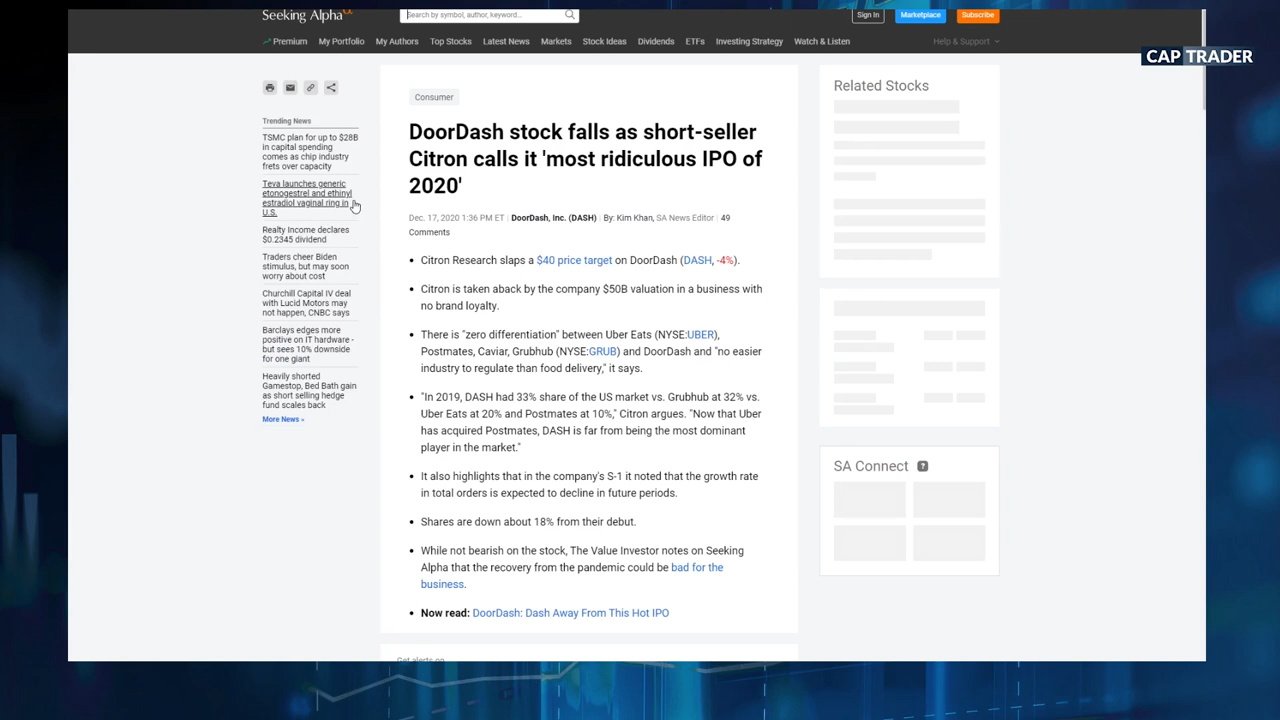 Seeking Alpha
Search by symbol, author, keyword...
Sign In
Marketplace
Subscribe
Premium
My Portfolio
My Authors
Top Stocks
Latest News
Markets
Stock Ideas
Dividends
ETFs
Investing Strategy
Watch & Listen
Help & Support
CAP TRADER
Trending News
TSMC plan for up to $28B
in capital spending
comes as chip industry
frets over capacity
Teva launches generic
etonogestrel and ethinyl
estradiol vaginal ring in
U.S.
Realty Income declares
$0.2345 dividend
Traders cheer Biden
stimulus, but may soon
worry about cost
Churchill Capital IV deal
with Lucid Motors may
not happen, CNBC says
Barclays edges more
positive on IT hardware -
but sees 10% downside
for one giant
Heavily shorted
Gamestop, Bed Bath gain
as short selling hedge
fund scales back
More News »
Consumer
DoorDash stock falls as short-seller
Citron calls it 'most ridiculous IPO of
2020'
Dec. 17, 2020 1:36 PM ET | DoorDash, Inc. (DASH) | By: Kim Khan, SA News Editor | 49
Comments
• Citron Research slaps a $40 price target on DoorDash (DASH, -4%).
• Citron is taken aback by the company $50B valuation in a business with
no brand loyalty.
• There is "zero differentiation" between Uber Eats (NYSE:UBER),
Postmates, Caviar, Grubhub (NYSE:GRUB) and DoorDash and "no easier
industry to regulate than food delivery," it says.
• "In 2019, DASH had 33% share of the US market vs. Grubhub at 32% vs.
Uber Eats at 20% and Postmates at 10%," Citron argues. "Now that Uber
has acquired Postmates, DASH is far from being the most dominant
player in the market."
• It also highlights that in the company's S-1 it noted that the growth rate
in total orders is expected to decline in future periods.
• Shares are down about 18% from their debut.
• While not bearish on the stock, The Value Investor notes on Seeking
Alpha that the recovery from the pandemic could be bad for the
business.
• Now read: DoorDash: Dash Away From This Hot IPO
Get alerts on
Related Stocks
SA Connect ?